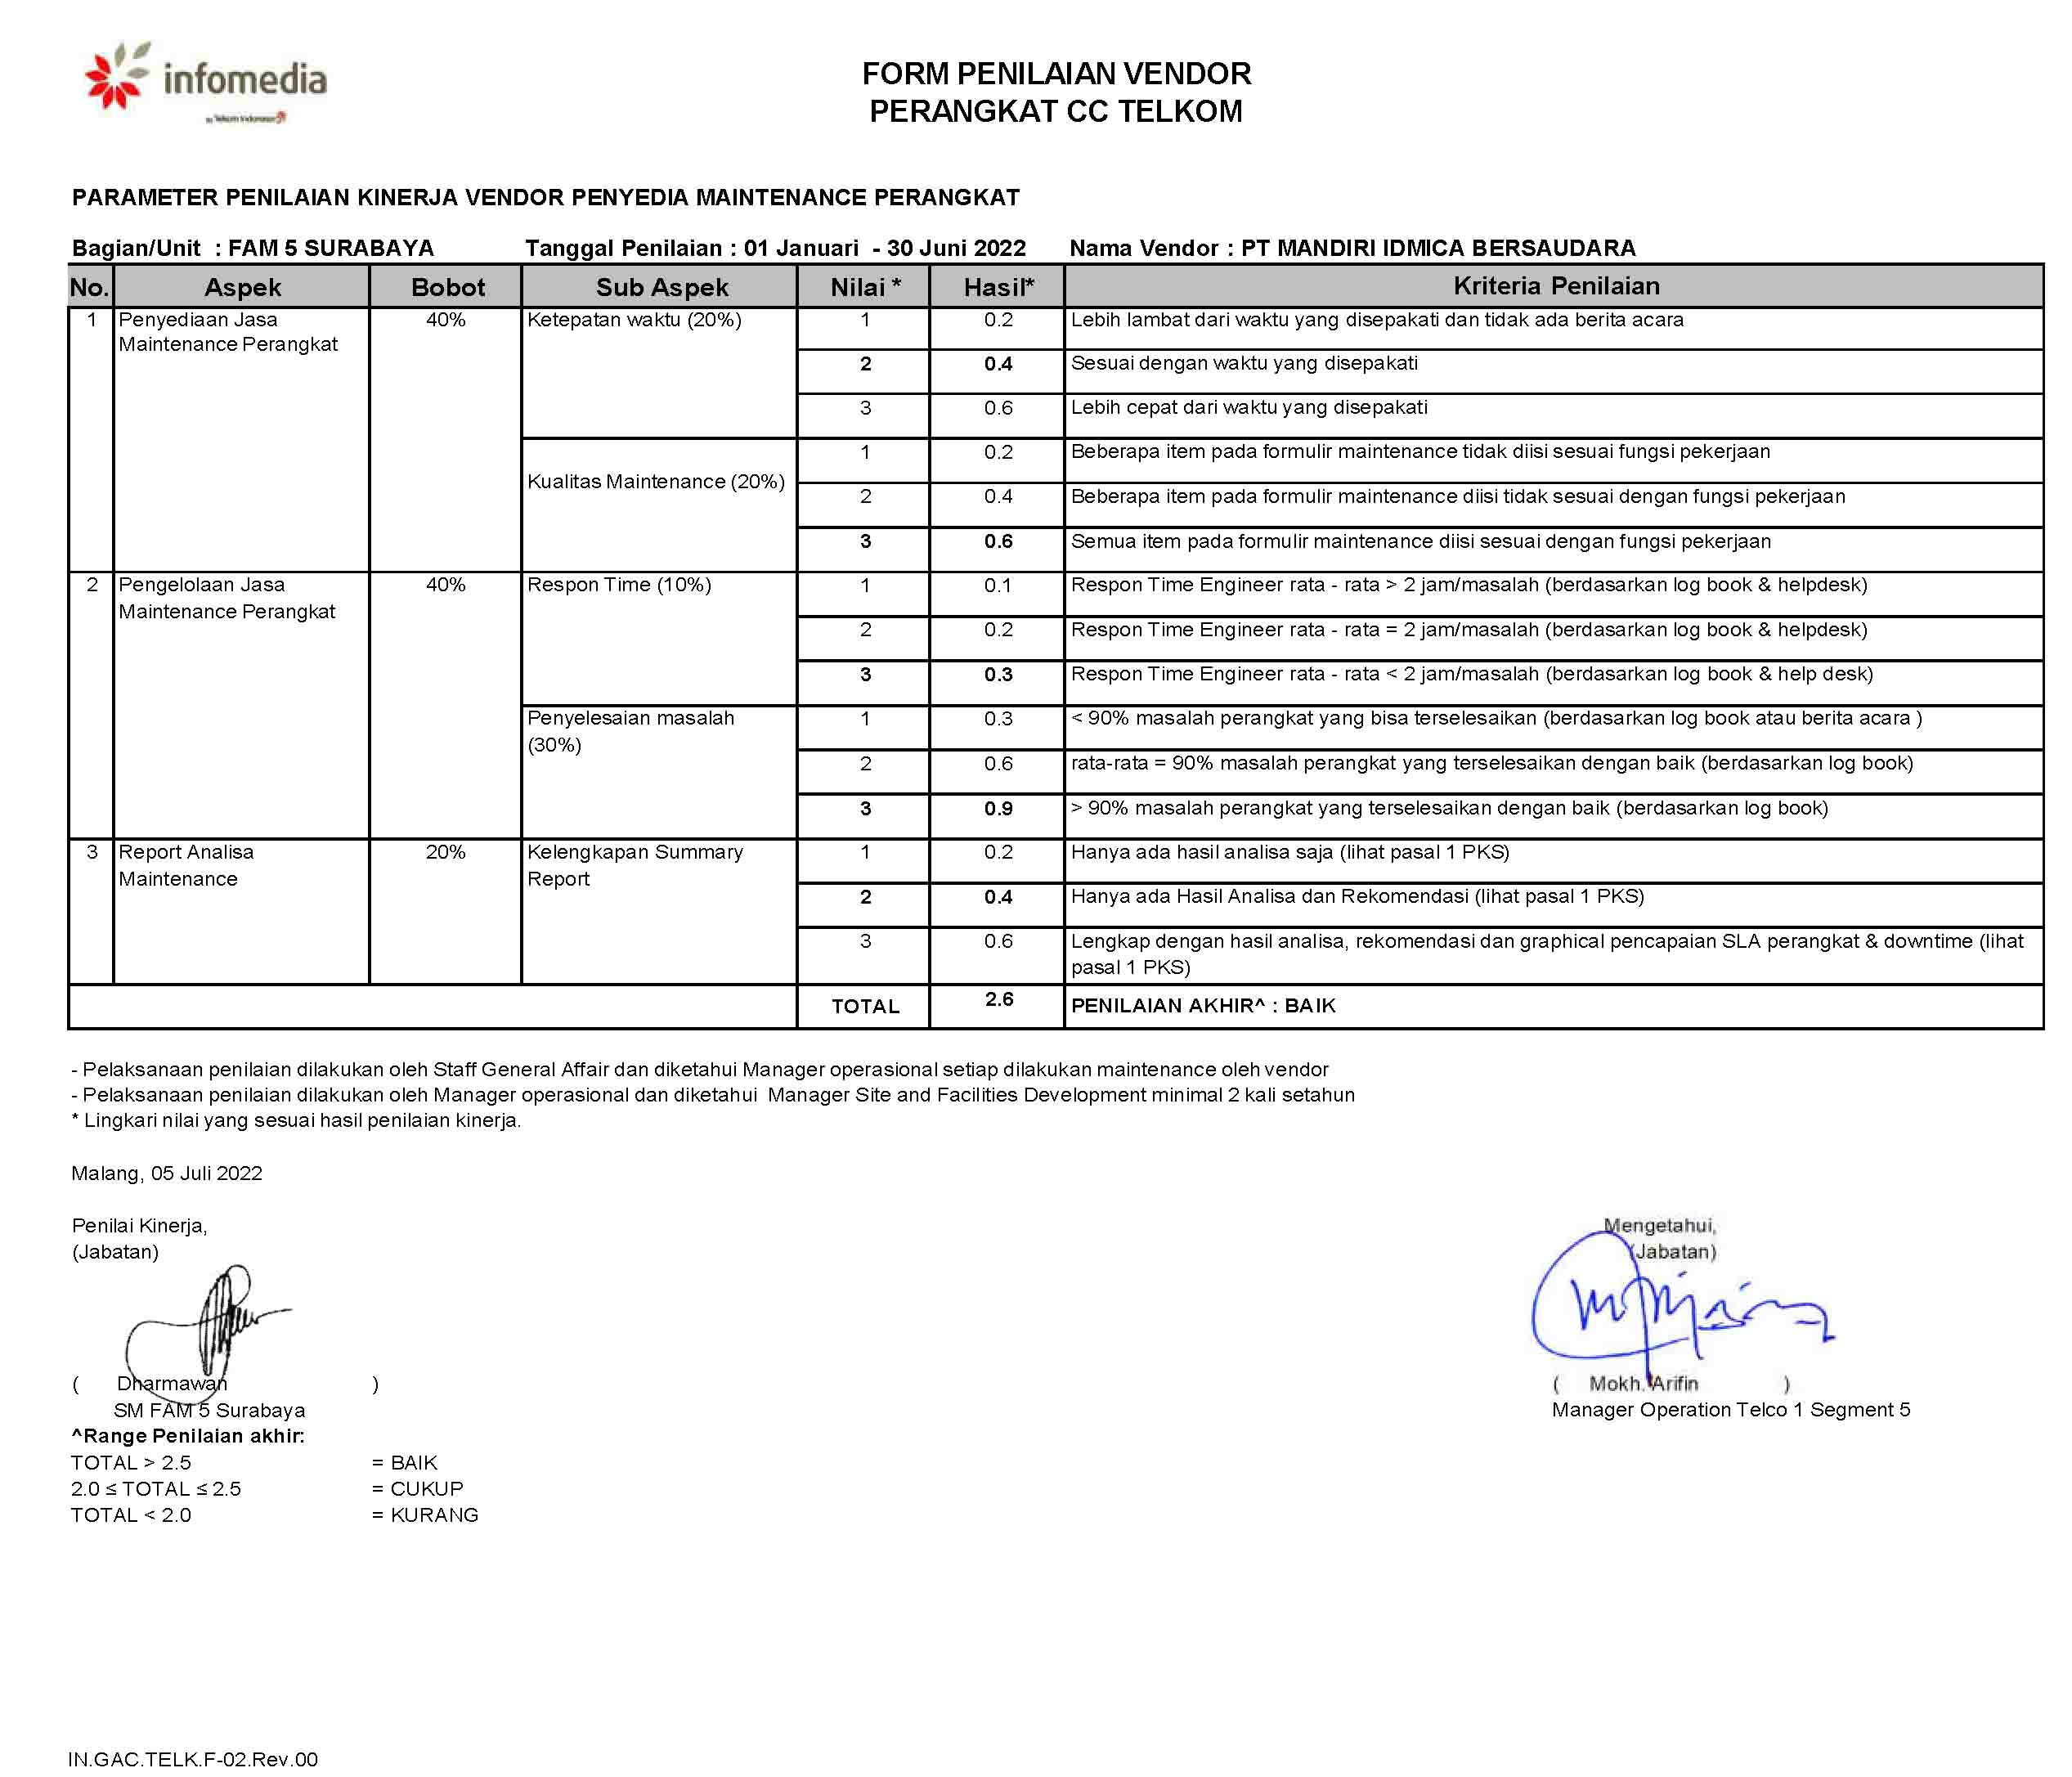 infomedia
by Telkom Indonesia
FORM PENILAIAN VENDOR
PERANGKAT CC TELKOM
PARAMETER PENILAIAN KINERJA VENDOR PENYEDIA MAINTENANCE PERANGKAT
Bagian/Unit : FAM 5 SURABAYA Tanggal Penilaian : 01 Januari - 30 Juni 2022 Nama Vendor : PT MANDIRI IDMICA BERSAUDARA
No. Aspek Bobot Sub Aspek Nilai * Hasil* Kriteria Penilaian
1 Penyediaan Jasa 40% Ketepatan waktu (20%) 1 0.2 Lebih lambat dari waktu yang disepakati dan tidak ada berita acara
Maintenance Perangkat
2 0.4 Sesuai dengan waktu yang disepakati
3 0.6 Lebih cepat dari waktu yang disepakati
1 0.2 Beberapa item pada formulir maintenance tidak diisi sesuai fungsi pekerjaan
Kualitas Maintenance (20%)
2 0.4 Beberapa item pada formulir maintenance diisi tidak sesuai dengan fungsi pekerjaan
3 0.6 Semua item pada formulir maintenance diisi sesuai dengan fungsi pekerjaan
2 Pengelolaan Jasa 40% Respon Time (10%) 1 0.1 Respon Time Engineer rata - rata > 2 jam/masalah (berdasarkan log book & helpdesk)
Maintenance Perangkat
2 0.2 Respon Time Engineer rata - rata = 2 jam/masalah (berdasarkan log book & helpdesk)
3 0.3 Respon Time Engineer rata - rata < 2 jam/masalah (berdasarkan log book & help desk)
Penyelesaian masalah 1 0.3 < 90% masalah perangkat yang bisa terselesaikan (berdasarkan log book atau berita acara )
(30%)
2 0.6 rata-rata = 90% masalah perangkat yang terselesaikan dengan baik (berdasarkan log book)
3 0.9 > 90% masalah perangkat yang terselesaikan dengan baik (berdasarkan log book)
3 Report Analisa 20% Kelengkapan Summary 1 0.2 Hanya ada hasil analisa saja (lihat pasal 1 PKS)
Maintenance Report
2 0.4 Hanya ada Hasil Analisa dan Rekomendasi (lihat pasal 1 PKS)
3 0.6 Lengkap dengan hasil analisa, rekomendasi dan graphical pencapaian SLA perangkat & downtime (lihat
pasal 1 PKS)
TOTAL 2.6 PENILAIAN AKHIR^ : BAIK
- Pelaksanaan penilaian dilakukan oleh Staff General Affair dan diketahui Manager operasional setiap dilakukan maintenance oleh vendor
- Pelaksanaan penilaian dilakukan oleh Manager operasional dan diketahui Manager Site and Facilities Development minimal 2 kali setahun
* Lingkari nilai yang sesuai hasil penilaian kinerja.
Malang, 05 Juli 2022
Penilai Kinerja, Mengetahui,
(Jabatan) (Jabatan)
( Dharmawan ) ( Mokh. Arifin )
SM FAM 5 Surabaya Manager Operation Telco 1 Segment 5
^Range Penilaian akhir:
TOTAL > 2.5 = BAIK
2.0 ≤ TOTAL ≤ 2.5 = CUKUP
TOTAL < 2.0 = KURANG
IN.GAC.TELK.F-02.Rev.00